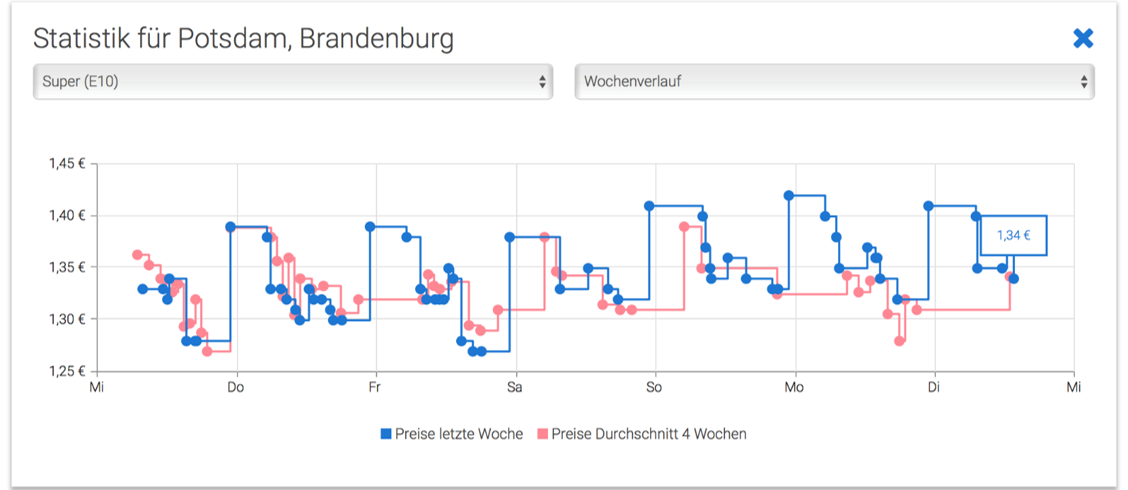 Statistik für Potsdam, Brandenburg
Super (E10)
Wochenverlauf
1,45 €
1,40 €
1,35 €
1,30 €
1,25 €
1,34 €
Mi Do Fr Sa So Mo Di Mi
Preise letzte Woche Preise Durchschnitt 4 Wochen